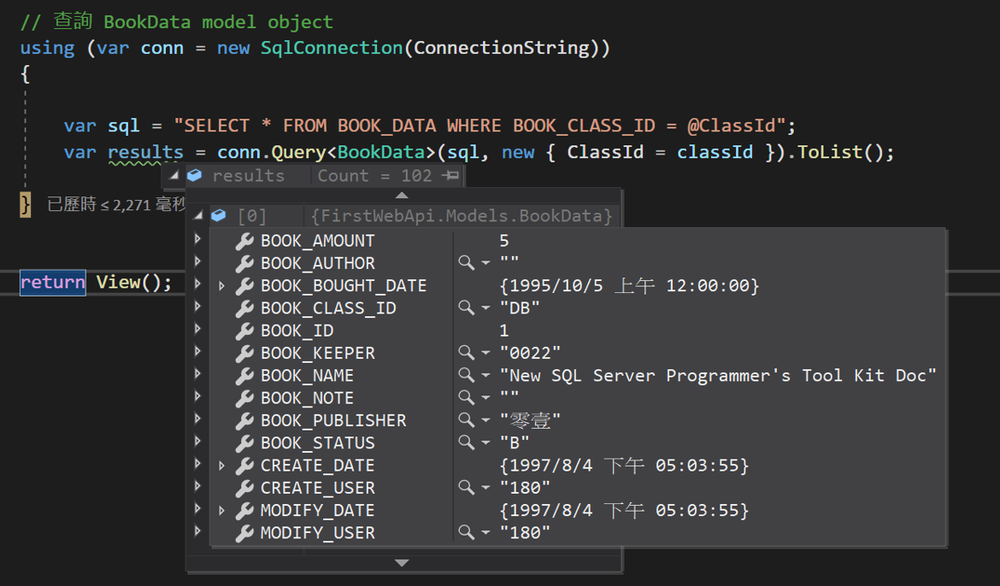 // 查詢 BookData model object
using (var conn = new SqlConnection(ConnectionString))
{
var sql = "SELECT * FROM BOOK_DATA WHERE BOOK_CLASS_ID = @ClassId";
var results = conn.Query<BookData>(sql, new { ClassId = classId }).ToList();
results Count = 102
} 已歷時 ≤ 2,271 毫秒
[0] {FirstWebApi.Models.BookData}
BOOK_AMOUNT 5
BOOK_AUTHOR ""
return View();
BOOK_BOUGHT_DATE {1995/10/5 上午 12:00:00}
BOOK_CLASS_ID "DB"
BOOK_ID 1
BOOK_KEEPER "0022"
BOOK_NAME "New SQL Server Programmer's Tool Kit Doc"
BOOK_NOTE ""
BOOK_PUBLISHER "零壹"
BOOK_STATUS "B"
CREATE_DATE {1997/8/4 下午 05:03:55}
CREATE_USER "180"
MODIFY_DATE {1997/8/4 下午 05:03:55}
MODIFY_USER "180"